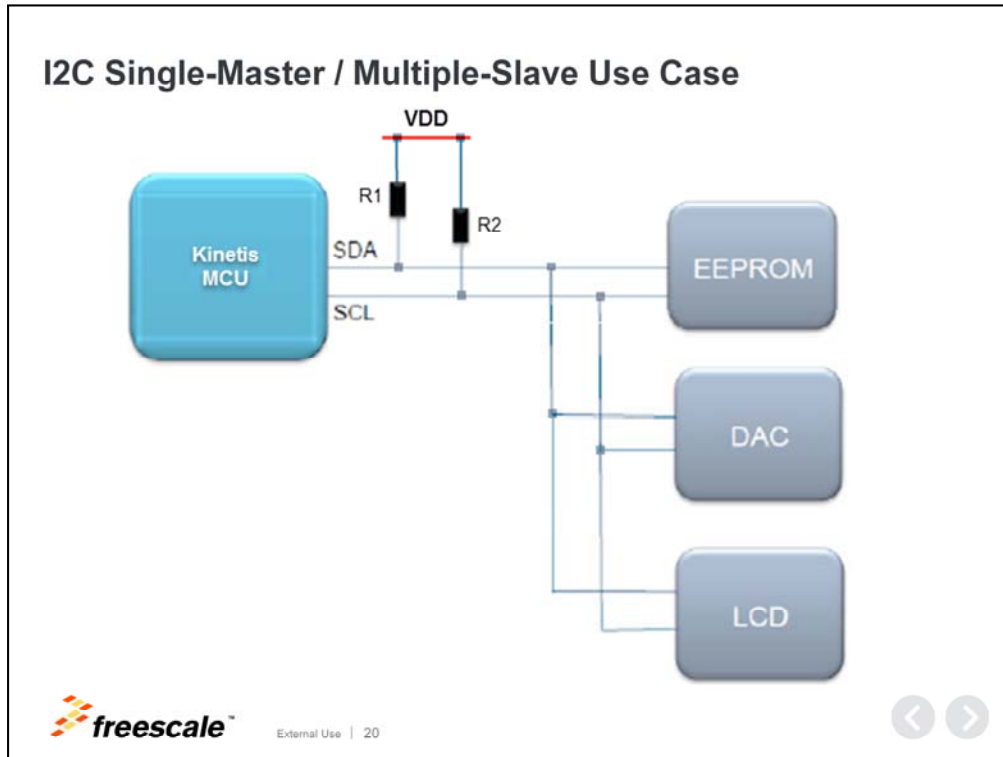 I2C Single-Master / Multiple-Slave Use Case
VDD
R1
R2
Kinetis
MCU
SDA
SCL
EEPROM
DAC
LCD
freescale™
External Use | 20